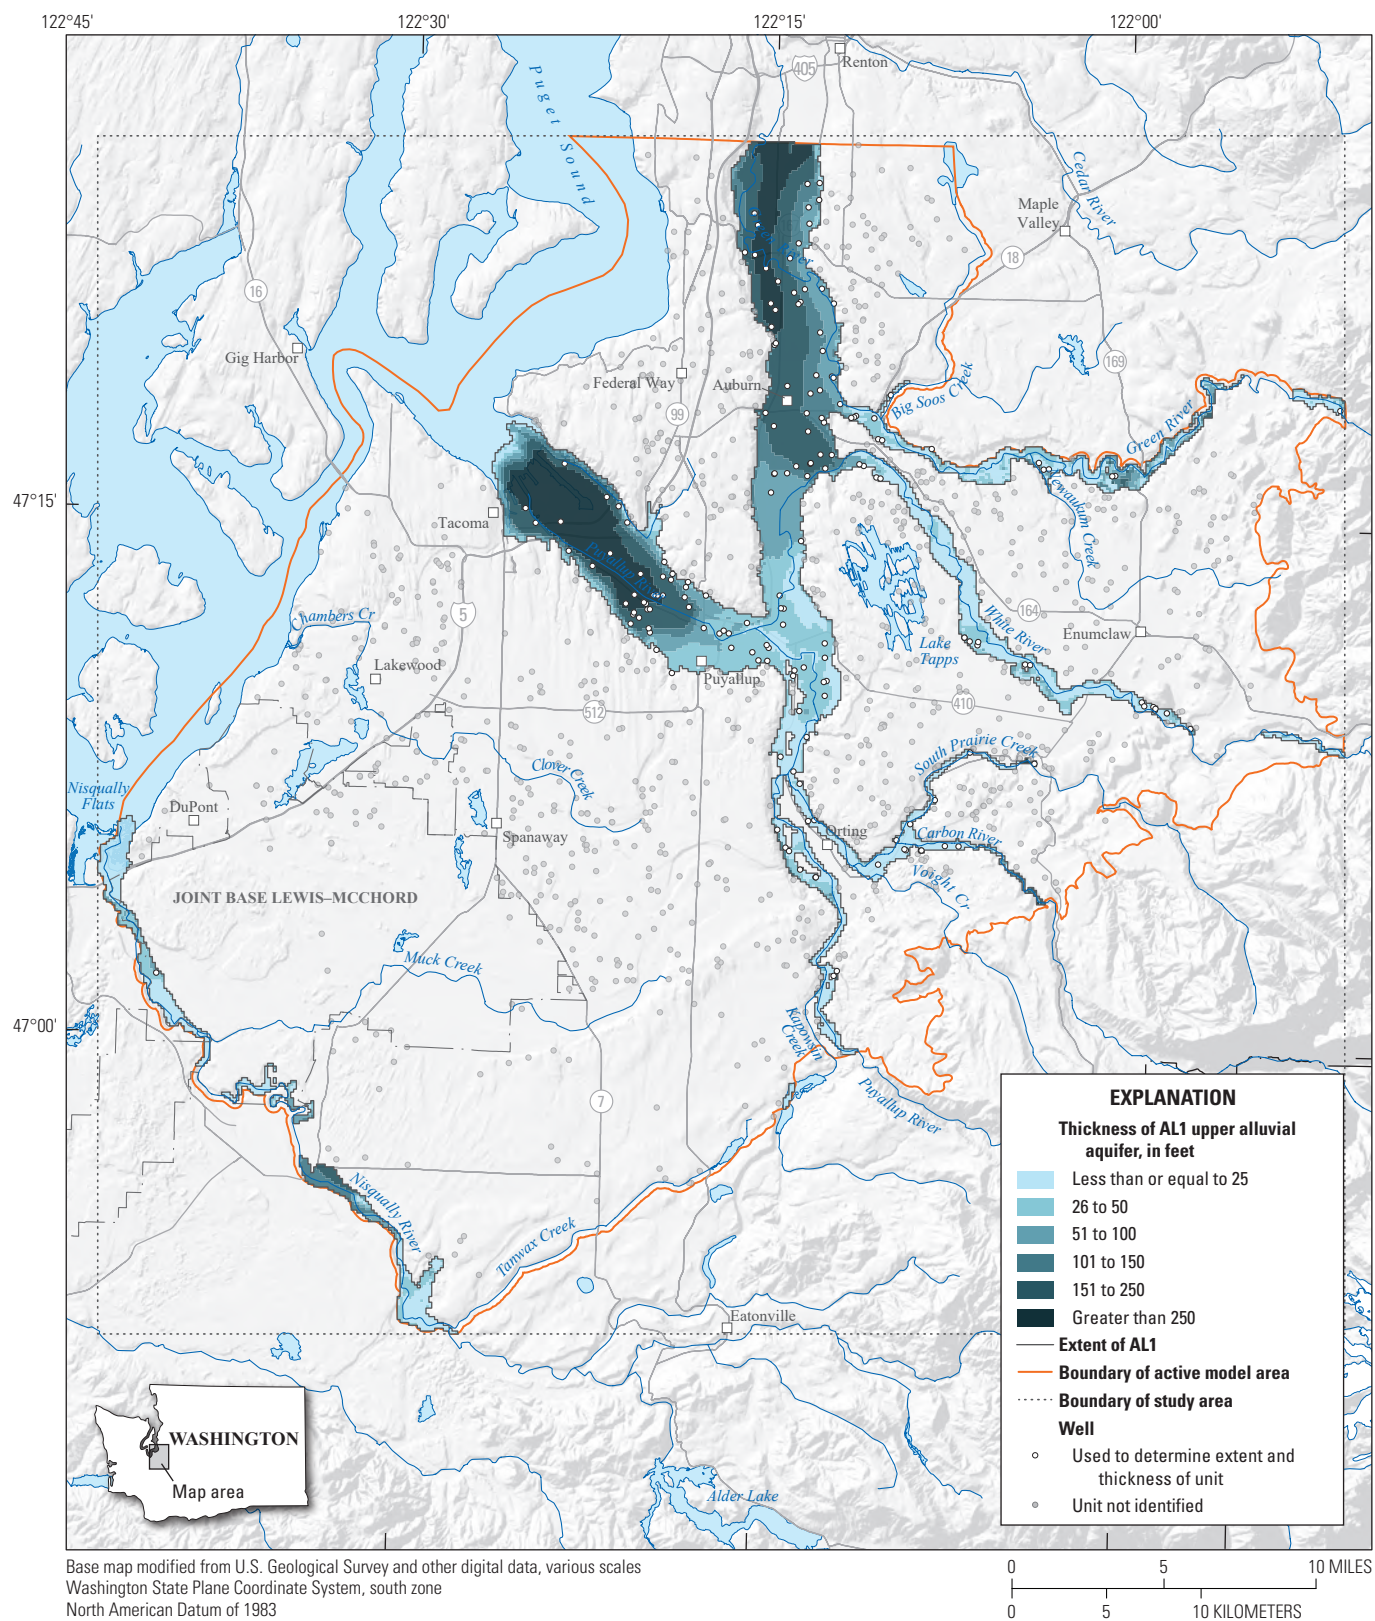 122°45'
122°30'
122°15'
122°00'
Puget Sound
405
Renton
Cedar River
Maple
Valley
18
16
River
Gig Harbor
169
Federal Way
Auburn
99
Big Soos Creek
Green River
47°15'
Tacoma
Newaukum Creek
Puyallup River
5
Chambers Cr
164
White River
Enumclaw
Lake
Tapps
Lakewood
Puyallup
410
512
South Prairie Creek
Clover Creek
Nisqually
Flats
DuPont
Spanaway
Orting
Carbon River
Voight Cr
JOINT BASE LEWIS–MCCHORD
Muck Creek
47°00'
Kapowsin
Creek
Puyallup River
7
Nisqually River
Tanwax Creek
Eatonville
Alder Lake
WASHINGTON
Map area
EXPLANATION
Thickness of AL1 upper alluvial
aquifer, in feet
Less than or equal to 25
26 to 50
51 to 100
101 to 150
151 to 250
Greater than 250
Extent of AL1
Boundary of active model area
Boundary of study area
Well
Used to determine extent and
thickness of unit
Unit not identified
Base map modified from U.S. Geological Survey and other digital data, various scales
Washington State Plane Coordinate System, south zone
North American Datum of 1983
0 5 10 MILES
0 5 10 KILOMETERS